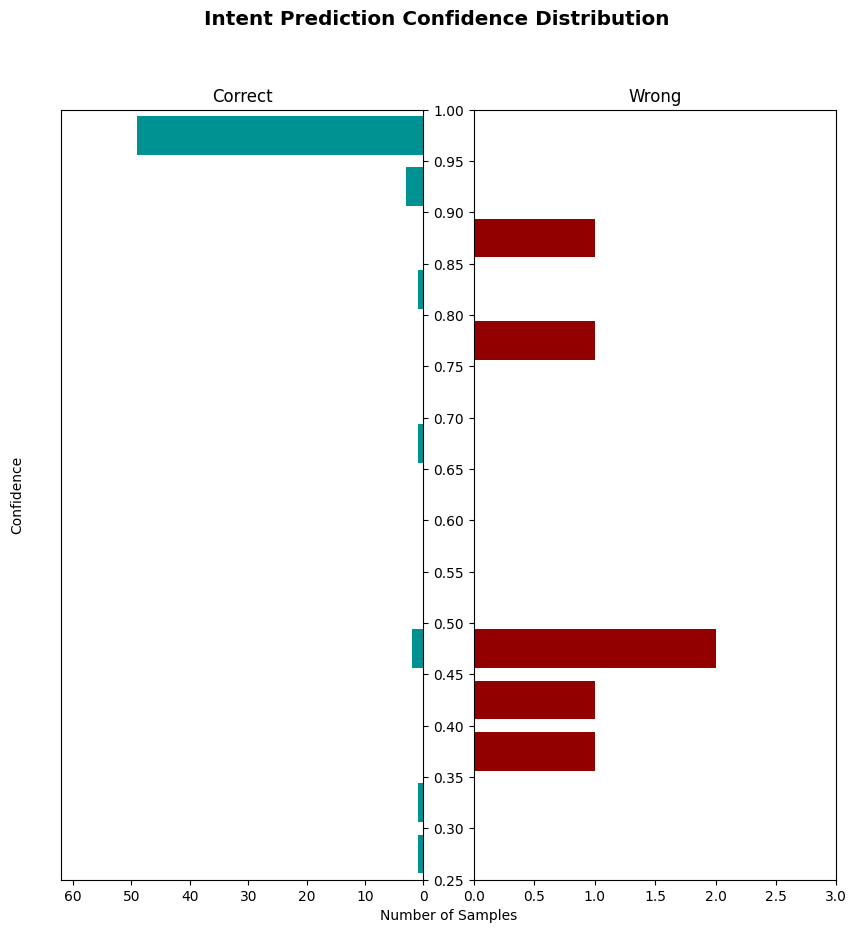 Intent Prediction Confidence Distribution
Correct
Wrong
1.00
0.95
0.90
0.85
0.80
0.75
0.70
0.65
0.60
0.55
0.50
0.45
0.40
0.35
0.30
0.25
Confidence
60 50 40 30 20 10 0
0.0 0.5 1.0 1.5 2.0 2.5 3.0
Number of Samples